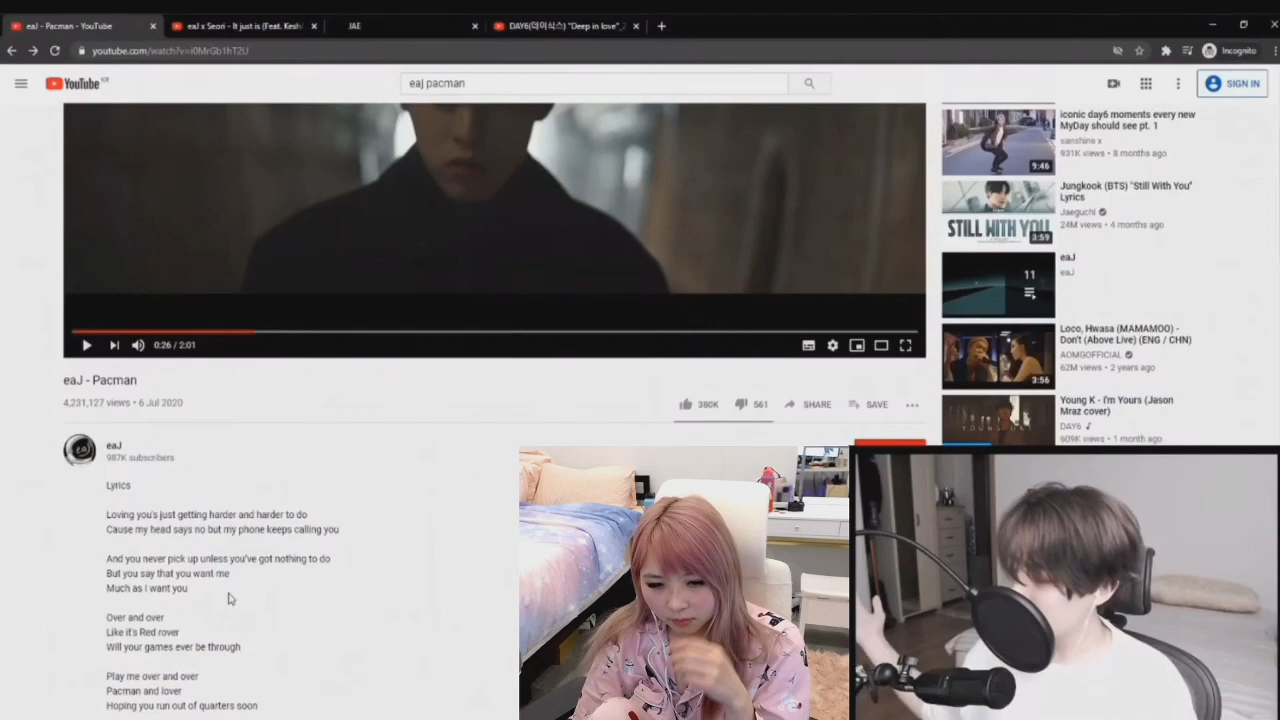 eaJ - Pacman - YouTube
eaJ x Seori - It just is (Feat. Keshi
JAE
DAY6(데이식스) "Deep in love"
youtube.com/watch?v=i0MrGb1hT2U
Incognito
YouTube
eaj pacman
SIGN IN
iconic day6 moments every new
MyDay should see pt. 1
sanshine x
931K views • 8 months ago
9:46
Jungkook (BTS) "Still With You"
Lyrics
Jaeguchi
24M views • 4 months ago
STILL WITH YOU
3:59
eaJ
eaJ
11
Loco, Hwasa (MAMAMOO) -
Don't (Above Live) (ENG / CHN)
AOMGOFFICIAL
62M views • 2 years ago
3:56
Young K - I'm Yours (Jason
Mraz cover)
DAY6
609K views • 1 month ago
0:26 / 2:01
eaJ - Pacman
4,231,127 views • 6 Jul 2020
380K
561
SHARE
SAVE
eaJ
eaJ
987K subscribers
Lyrics
Loving you's just getting harder and harder to do
Cause my head says no but my phone keeps calling you
And you never pick up unless you've got nothing to do
But you say that you want me
Much as I want you
Over and over
Like it's Red rover
Will your games ever be through
Play me over and over
Pacman and lover
Hoping you run out of quarters soon